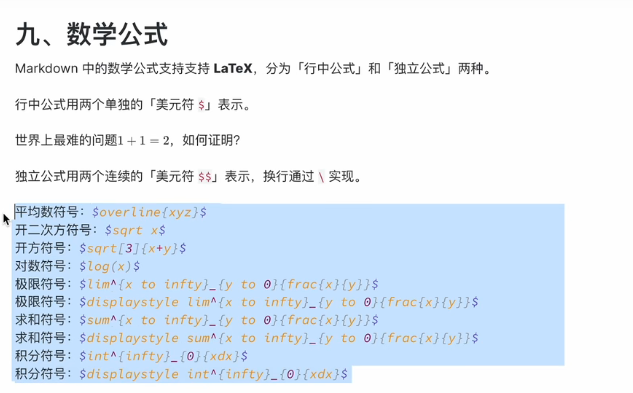 九、数学公式
Markdown 中的数学公式支持支持 LaTeX，分为「行中公式」和「独立公式」两种。
行中公式用两个单独的「美元符 $」表示。
世界上最难的问题1 + 1 = 2，如何证明?
独立公式用两个连续的「美元符 $$」表示，换行通过 \ 实现。
平均数符号：$overline{xyz}$
开二次方符号：$sqrt x$
开方符号：$sqrt[3]{x+y}$
对数符号：$log(x)$
极限符号：$lim^{x to infty}_{y to 0}{frac{x}{y}}$
极限符号：$displaystyle lim^{x to infty}_{y to 0}{frac{x}{y}}$
求和符号：$sum^{x to infty}_{y to 0}{frac{x}{y}}$
求和符号：$displaystyle sum^{x to infty}_{y to 0}{frac{x}{y}}$
积分符号：$int^{infty}_{0}{xdx}$
积分符号：$displaystyle int^{infty}_{0}{xdx}$